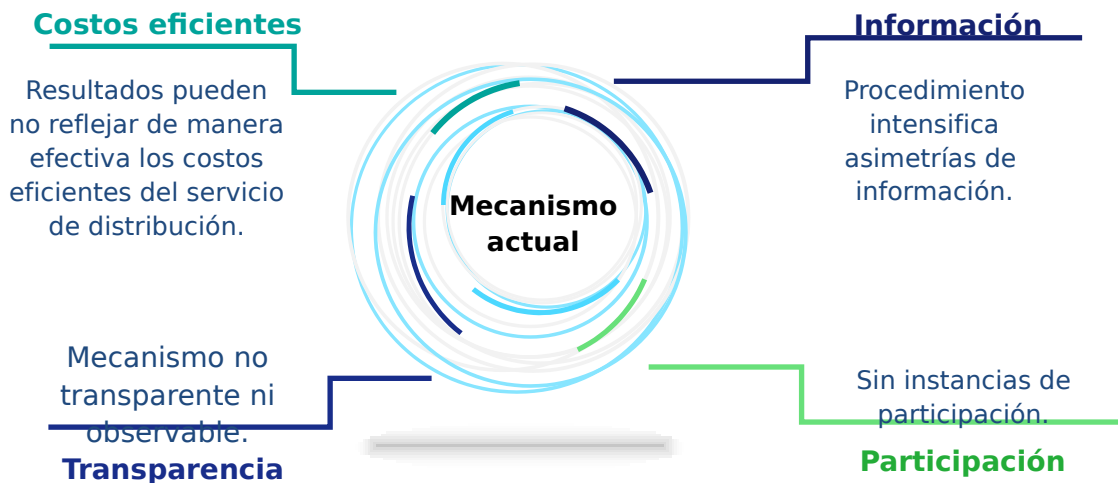 Costos eficientes
Resultados pueden
no reflejar de manera
efectiva los costos
eficientes del servicio
de distribución.
Información
Procedimiento
intensifica
asimetrías de
información.
Mecanismo
actual
Mecanismo no
transparente ni
observable.
Transparencia
Sin instancias de
participación.
Participación